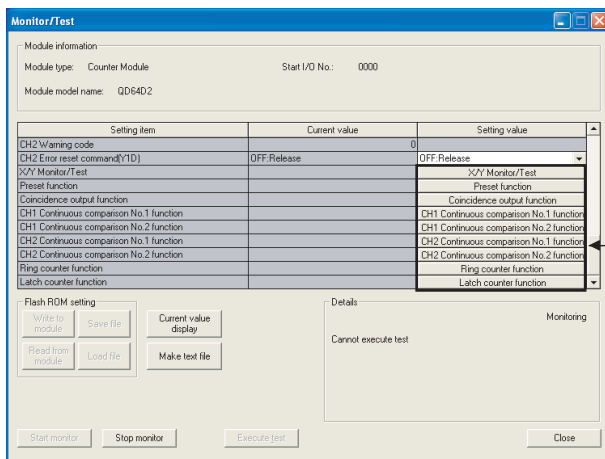 Monitor/Test
Module information
Module type: Counter Module Start I/O No.: 0000
Module model name: QD64D2
Setting item Current value Setting value
CH2 Warning code 0
CH2 Error reset command(Y1D) OFF:Release OFF:Release
X/Y Monitor/Test X/Y Monitor/Test
Preset function Preset function
Coincidence output function Coincidence output function
CH1 Continuous comparison No.1 function CH1 Continuous comparison No.1 function
CH1 Continuous comparison No.2 function CH1 Continuous comparison No.2 function
CH2 Continuous comparison No.1 function CH2 Continuous comparison No.2 function
CH2 Continuous comparison No.2 function CH2 Continuous comparison No.2 function
Ring counter function Ring counter function
Latch counter function Latch counter function
Flash ROM setting
Write to module
Save file
Current value display
Read from module
Load file
Make text file
Details
Monitoring
Cannot execute test
Start monitor Stop monitor Execute test Close